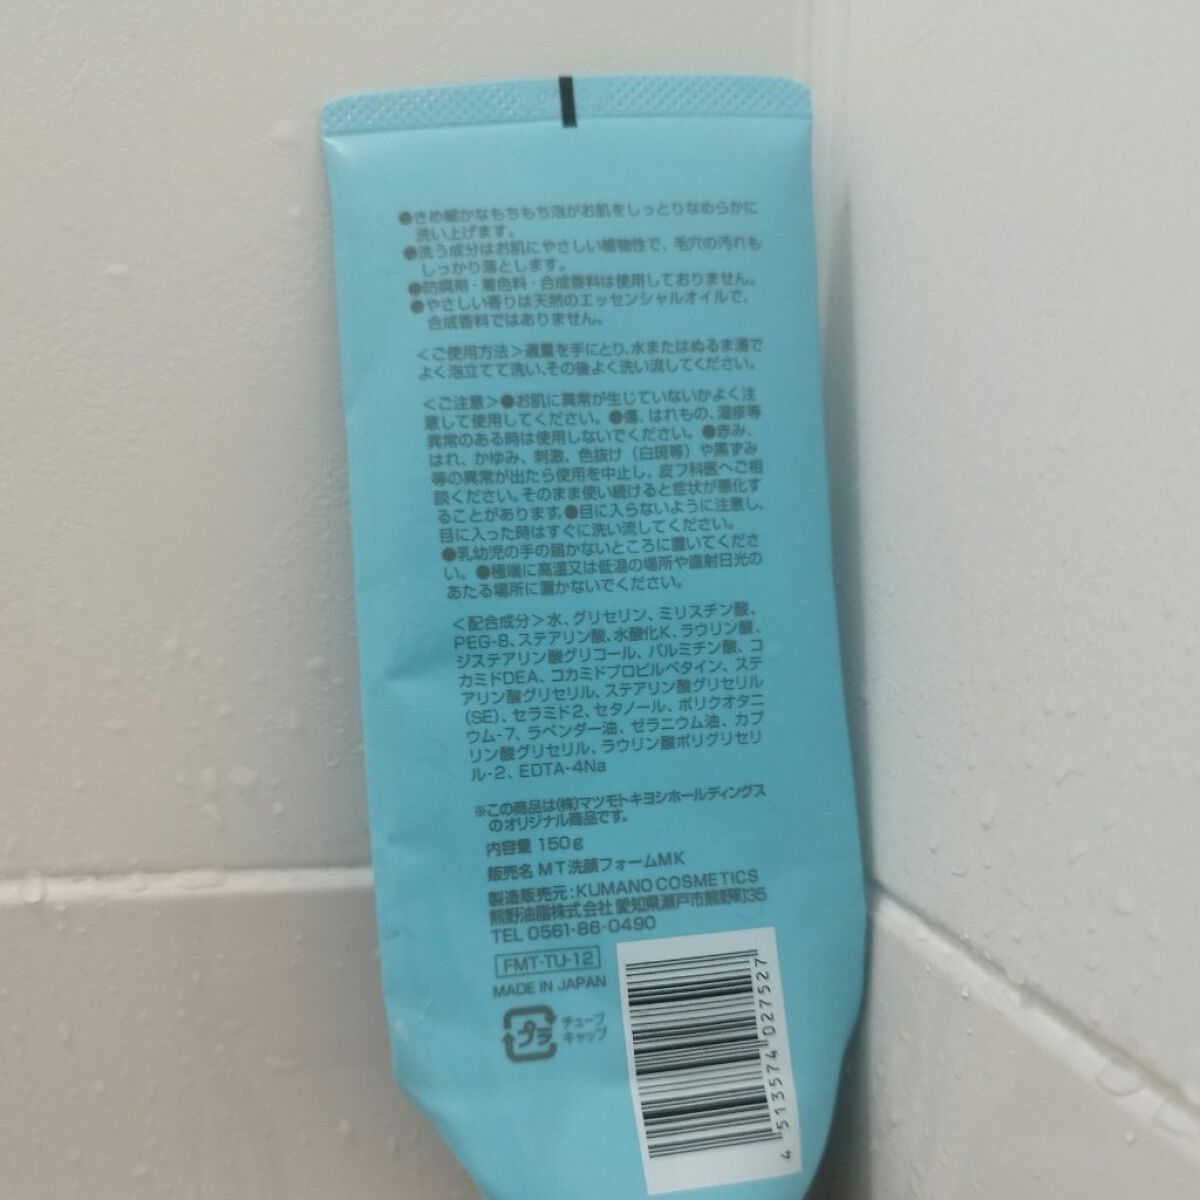 ●きめ細かなもちもち泡がお肌をしっとりなめらかに
洗い上げます。
●洗う成分はお肌にやさしい植物性で、毛穴の汚れも
しっかり落とします。
●防腐剤・着色料・合成香料は使用しておりません。
●やさしい香りは天然のエッセンシャルオイルで、
合成香料ではありません。
＜ご使用方法＞適量を手にとり、水またはぬるま湯で
よく泡立てて洗い、その後よく洗い流してください。
＜ご注意＞●お肌に異常が生じていないかよく注
意して使用してください。●傷、はれもの、湿疹等
異常のある時は使用しないでください。●赤み、
はれ、かゆみ、刺激、色抜け（白斑等）や黒ずみ
等の異常が出たら使用を中止し、皮フ科医へご相
談ください。そのまま使い続けると症状が悪化す
ることがあります。●目に入らないように注意し、
目に入った時はすぐに洗い流してください。
●乳幼児の手の届かないところに置いてくださ
い。●極端に高温又は低温の場所や直射日光の
あたる場所に置かないでください。
＜配合成分＞水、グリセリン、ミリスチン酸、
PEG-8、ステアリン酸、水酸化K、ラウリン酸、
ジステアリン酸グリコール、パルミチン酸、コ
カミドDEA、コカミドプロピルベタイン、ステ
アリン酸グリセリル、ステアリン酸グリセリル
(SE)、セラミド2、セタノール、ポリクオタニ
ウム-7、ラベンダー油、ゼラニウム油、カプ
リン酸グリセリル、ラウリン酸ポリグリセリ
ル-2、EDTA-4Na
※この商品は(株)マツモトキヨシホールディングス
のオリジナル商品です。
内容量 150g
販売名 MT洗顔フォームMK
製造販売元:KUMANO COSMETICS
熊野油脂株式会社 愛知県瀬戸市熊野町35
TEL 0561-86-0490
FMT-TU-12
MADE IN JAPAN
プラ
チューブ
キャップ
4 513574 027527